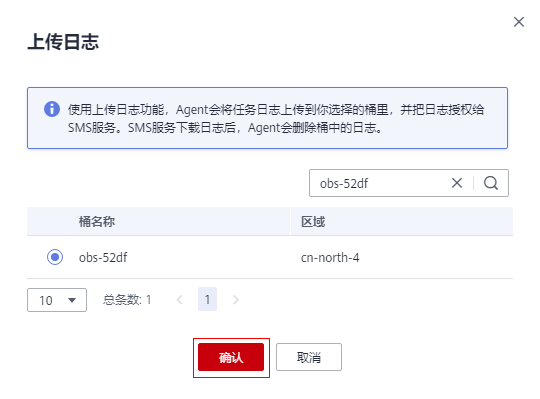 上传日志
使用上传日志功能，Agent会将任务日志上传到你选择的桶里，并把日志授权给
SMS服务。SMS服务下载日志后，Agent会删除桶中的日志。
obs-52df
桶名称 区域
obs-52df cn-north-4
10 总条数: 1 1
确认 取消